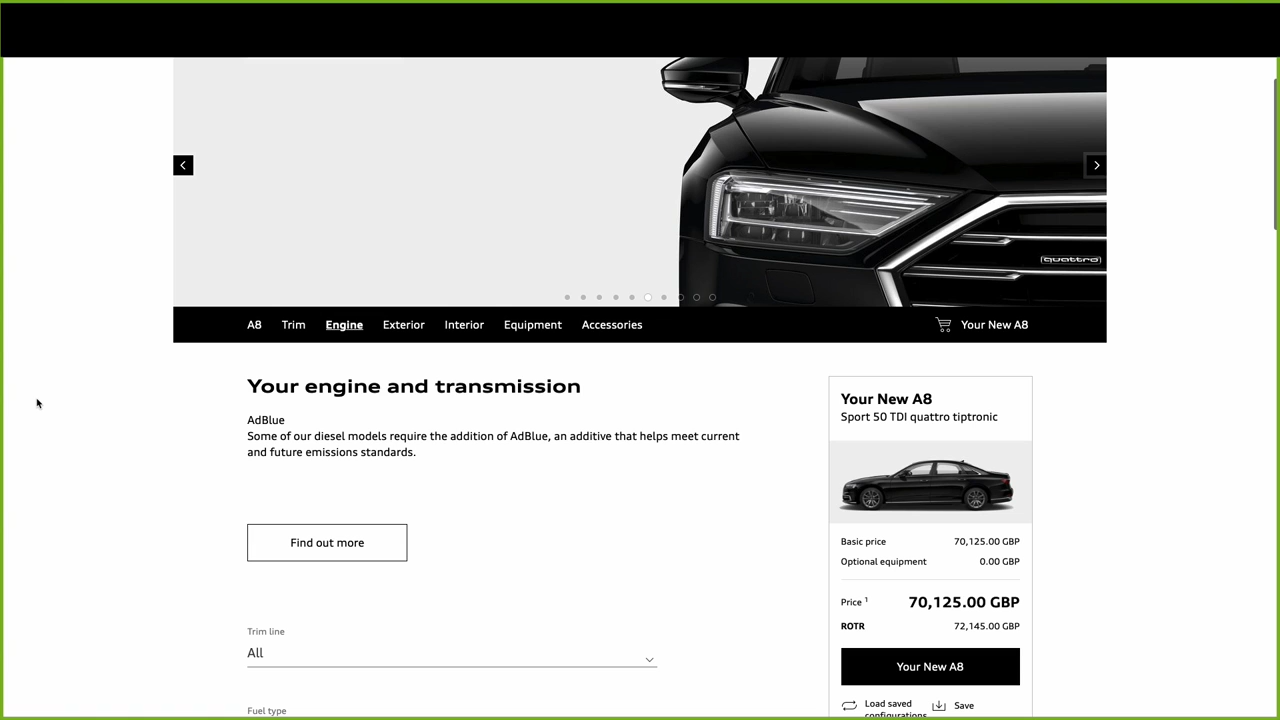 quattro
A8 Trim Engine Exterior Interior Equipment Accessories Your New A8
Your engine and transmission
AdBlue
Some of our diesel models require the addition of AdBlue, an additive that helps meet current
and future emissions standards.
Find out more
Trim line
All
Fuel type
Your New A8
Sport 50 TDI quattro tiptronic
Basic price 70,125.00 GBP
Optional equipment 0.00 GBP
Price 1 70,125.00 GBP
ROTR 72,145.00 GBP
Your New A8
Load saved
configurations
Save